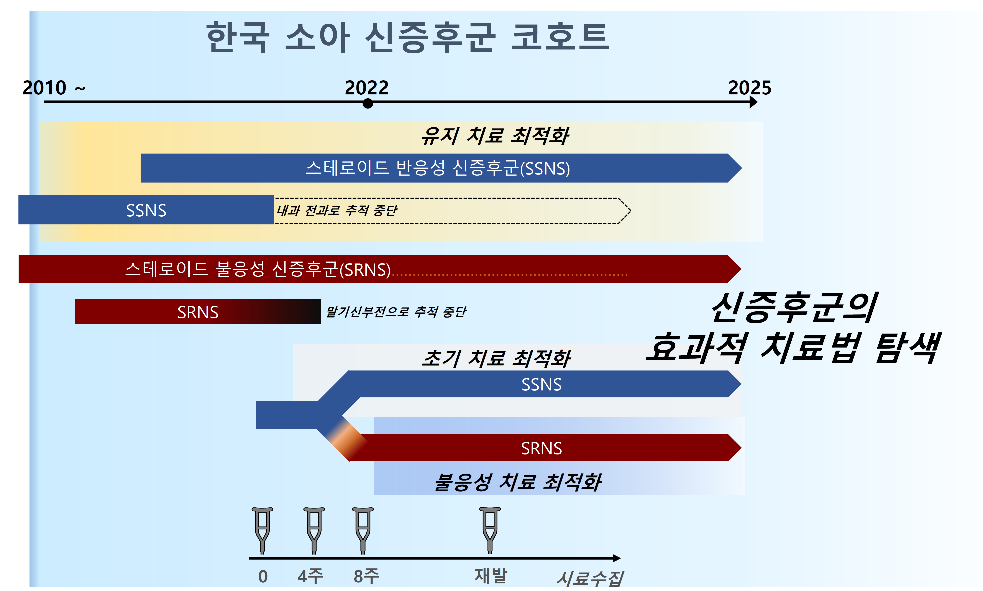 한국 소아 신증후군 코호트
2010 ~
2022
2025
유지 치료 최적화
스테로이드 반응성 신증후군(SSNS)
SSNS
내과 전과로 추적 중단
스테로이드 불응성 신증후군(SRNS)
SRNS
말기신부전으로 추적 중단
신증후군의
효과적 치료법 탐색
초기 치료 최적화
SSNS
SRNS
불응성 치료 최적화
0
4주
8주
재발
시료수집